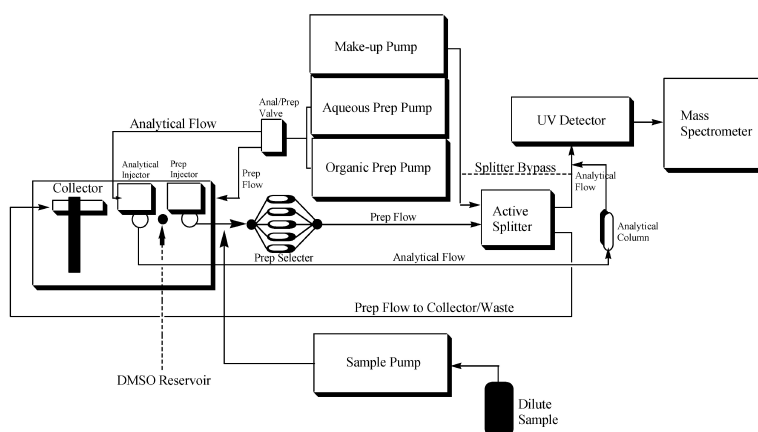 Make-up Pump
Anal/Prep
Valve
Aqueous Prep Pump
UV Detector
Mass
Spectrometer
Analytical Flow
Organic Prep Pump
Analytical
Injector
Prep
Injector
Prep
Flow
Splitter Bypass
Analytical
Flow
Collector
Prep Flow
Active
Splitter
Analytical
Column
Prep Selecter
Analytical Flow
Prep Flow to Collector/Waste
Sample Pump
DMSO Reservoir
Dilute
Sample